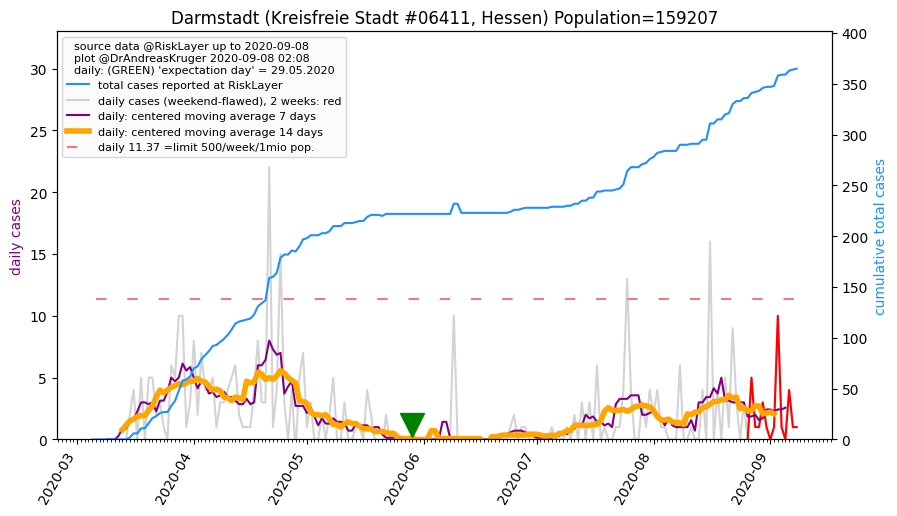 Darmstadt (Kreisfreie Stadt #06411, Hessen) Population=159207
source data @RiskLayer up to 2020-09-08
plot @DrAndreasKruger 2020-09-08 02:08
daily: (GREEN) 'expectation day' = 29.05.2020
total cases reported at RiskLayer
daily cases (weekend-flawed), 2 weeks: red
daily: centered moving average 7 days
daily: centered moving average 14 days
daily 11.37 =limit 500/week/1mio pop.
daily cases
30
25
20
15
10
5
0
cumulative total cases
400
350
300
250
200
150
100
50
0
2020-03
2020-04
2020-05
2020-06
2020-07
2020-08
2020-09